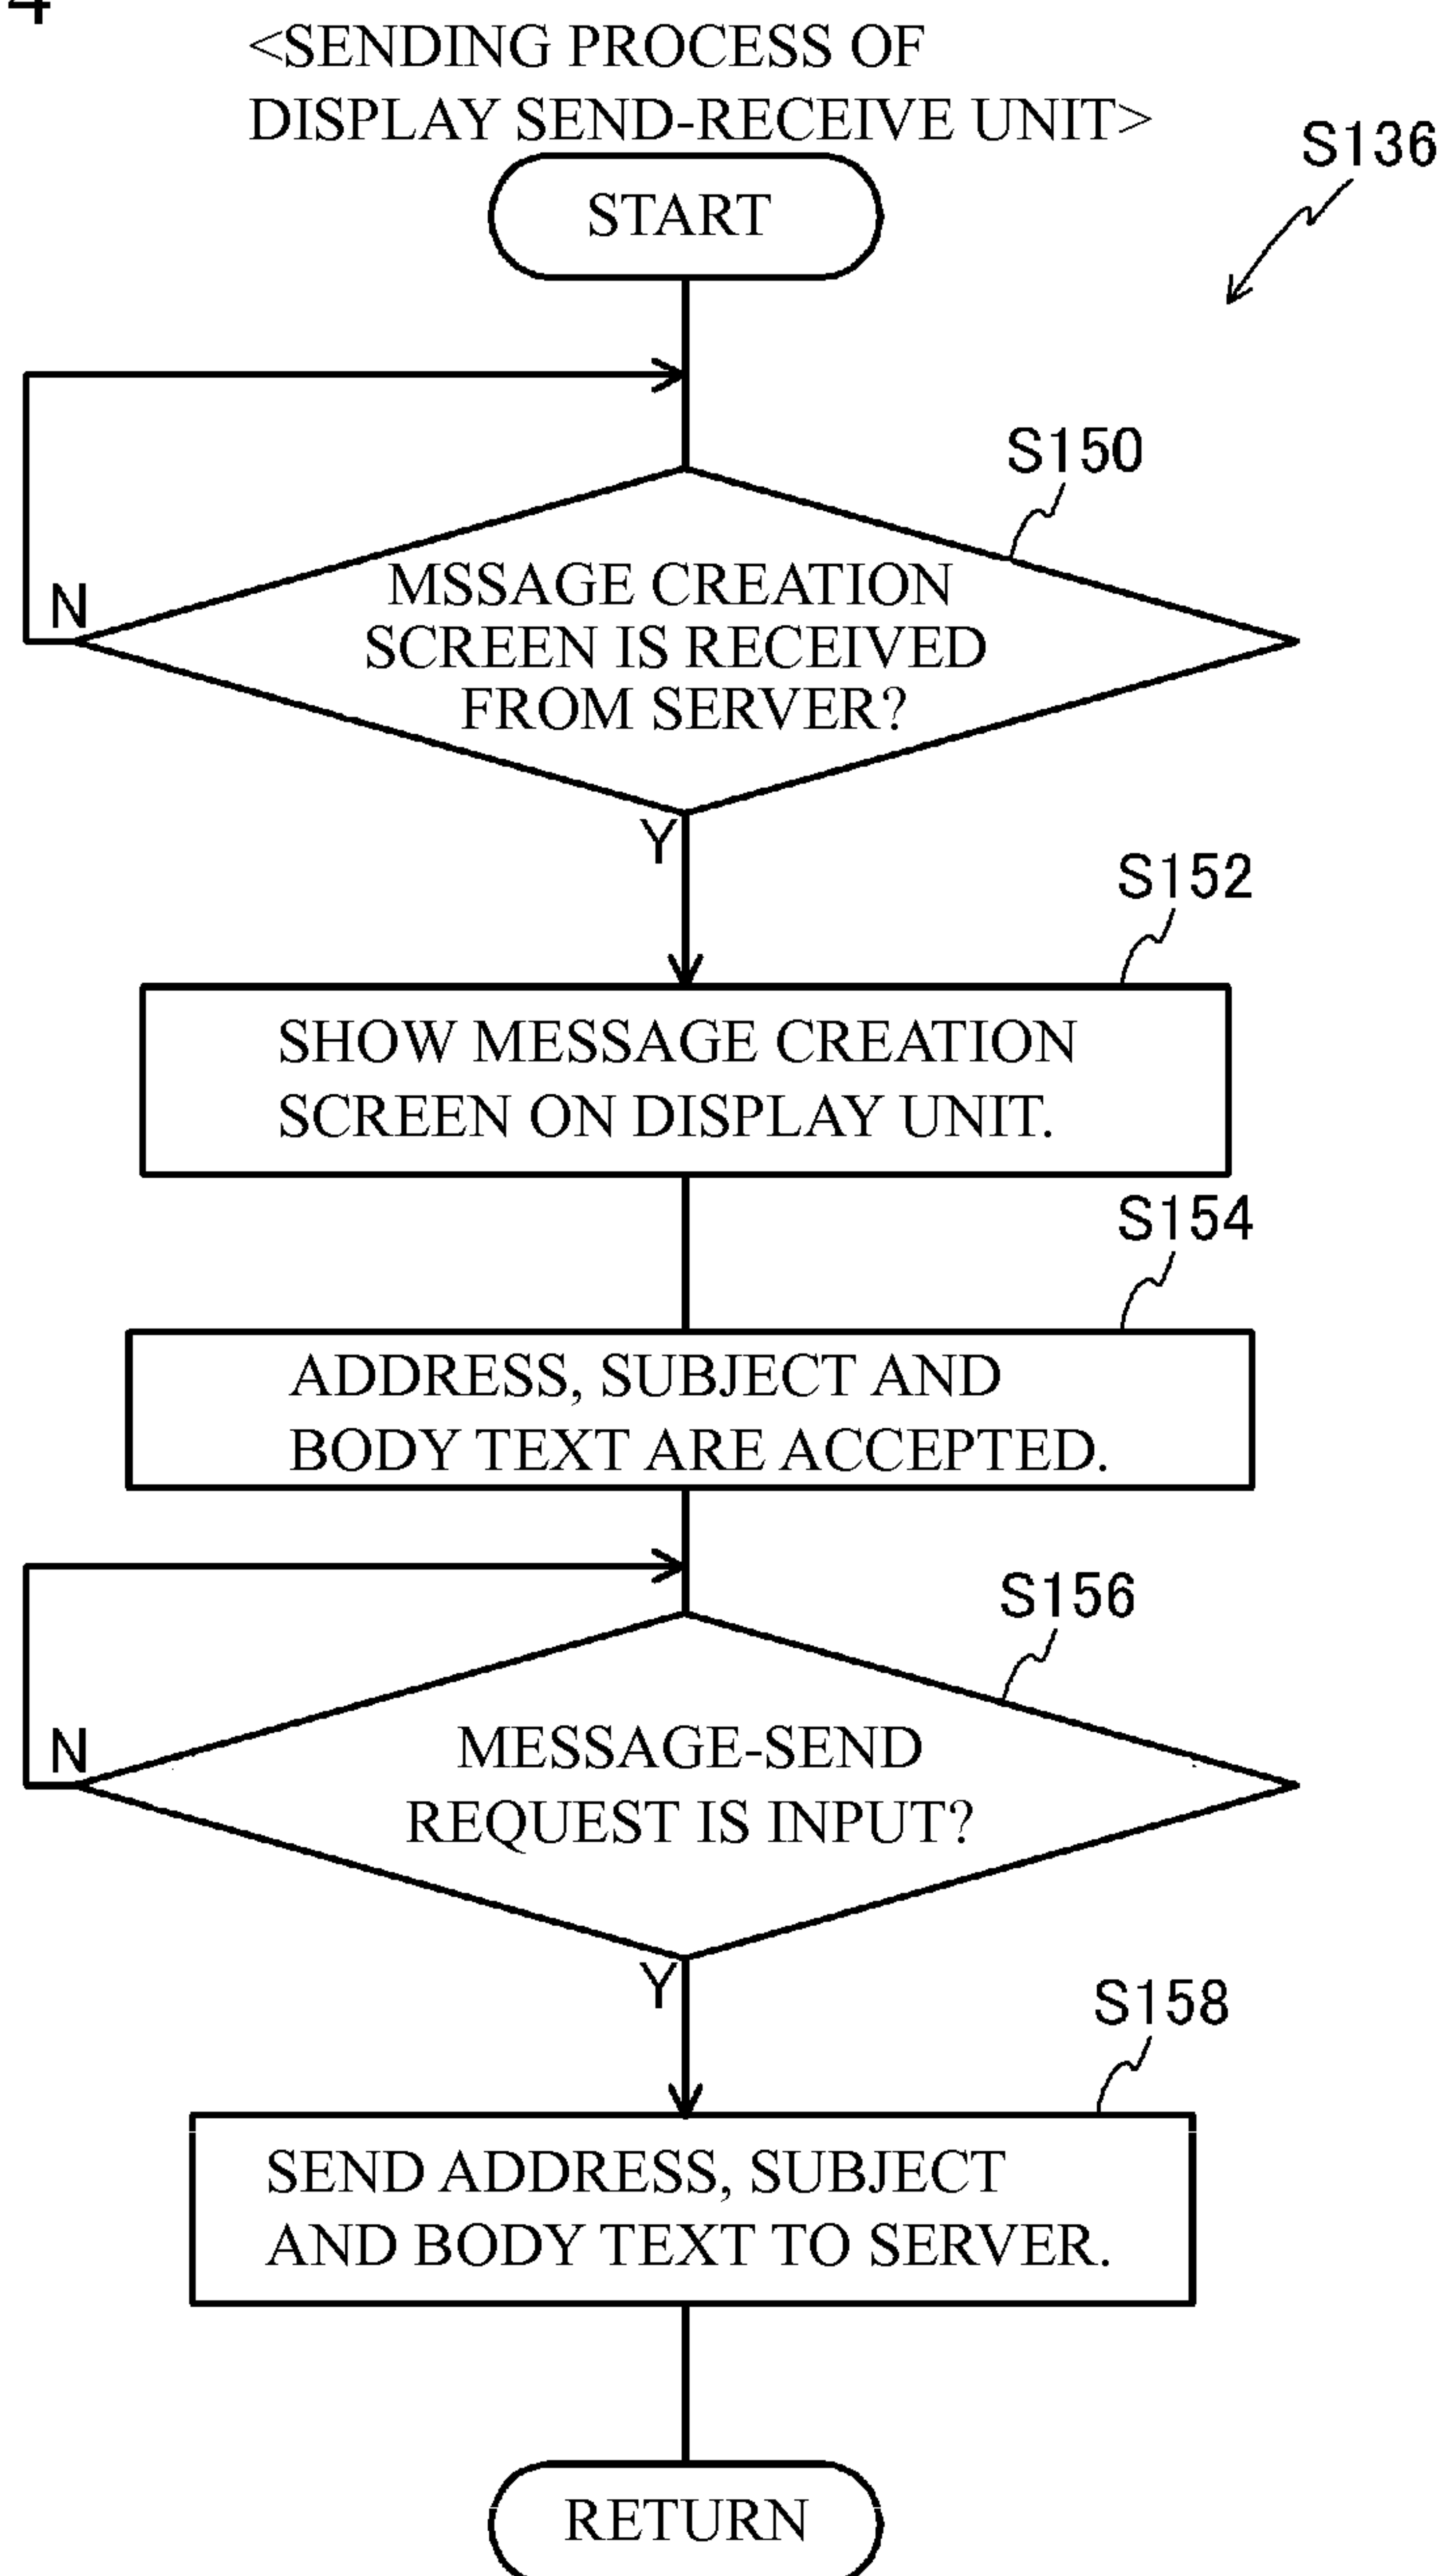 4
<SENDING PROCESS OF
DISPLAY SEND-RECEIVE UNIT>
S136
START
S150
MSSAGE CREATION
SCREEN IS RECEIVED
FROM SERVER?
N
Y
S152
SHOW MESSAGE CREATION
SCREEN ON DISPLAY UNIT.
S154
ADDRESS, SUBJECT AND
BODY TEXT ARE ACCEPTED.
S156
MESSAGE-SEND
REQUEST IS INPUT?
N
Y
S158
SEND ADDRESS, SUBJECT
AND BODY TEXT TO SERVER.
RETURN